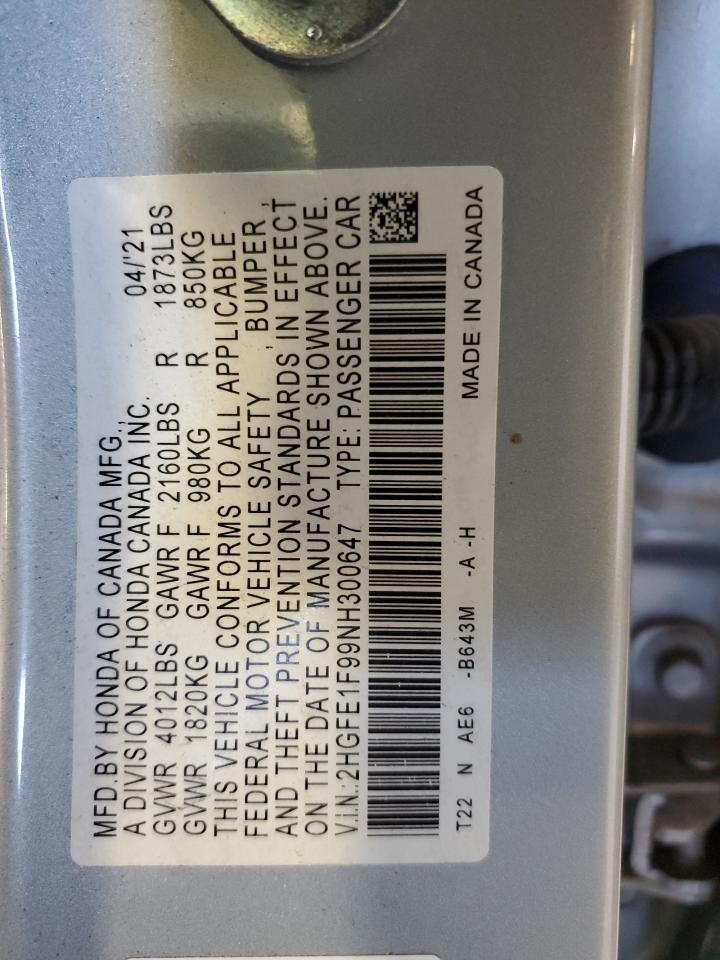 MFD.BY HONDA OF CANADA MFG.,
A DIVISION OF HONDA CANADA INC. 04/'21
GVWR 4012LBS GAWR F 2160LBS R 1873LBS
GVWR 1820KG GAWR F 980KG R 850KG
THIS VEHICLE CONFORMS TO ALL APPLICABLE
FEDERAL MOTOR VEHICLE SAFETY BUMPER,
AND THEFT PREVENTION STANDARDS IN EFFECT
ON THE DATE OF MANUFACTURE SHOWN ABOVE.
V.I.N.:2HGFE1F99NH300647 TYPE: PASSENGER CAR
T22 N AE6 -B643M -A -H MADE IN CANADA